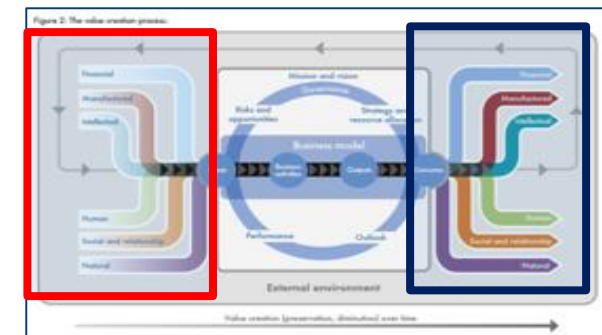 Figure 2: The value creation process
Financial
Manufactured
Intellectual
Human
Social and relationship
Natural
Mission and vision
Governance
Risks and
opportunities
Strategy and
resource allocation
Business model
Business
activities
Outputs
Outcomes
Performance
Outlook
External environment
Financial
Manufactured
Intellectual
Human
Social and relationship
Natural
Value creation (preservation, diminution) over time